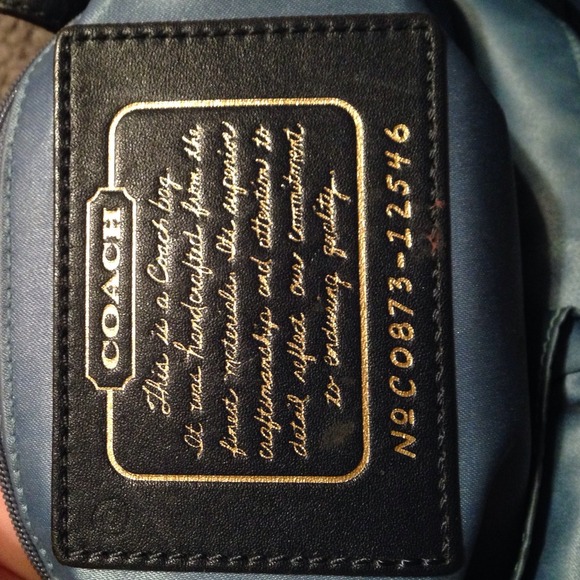 COACH
This is a Coach bag.
It was handcrafted from the
finest materials. Its superior
craftsmanship and attention to
detail reflect our commitment
to enduring quality.
NoC0873-12546